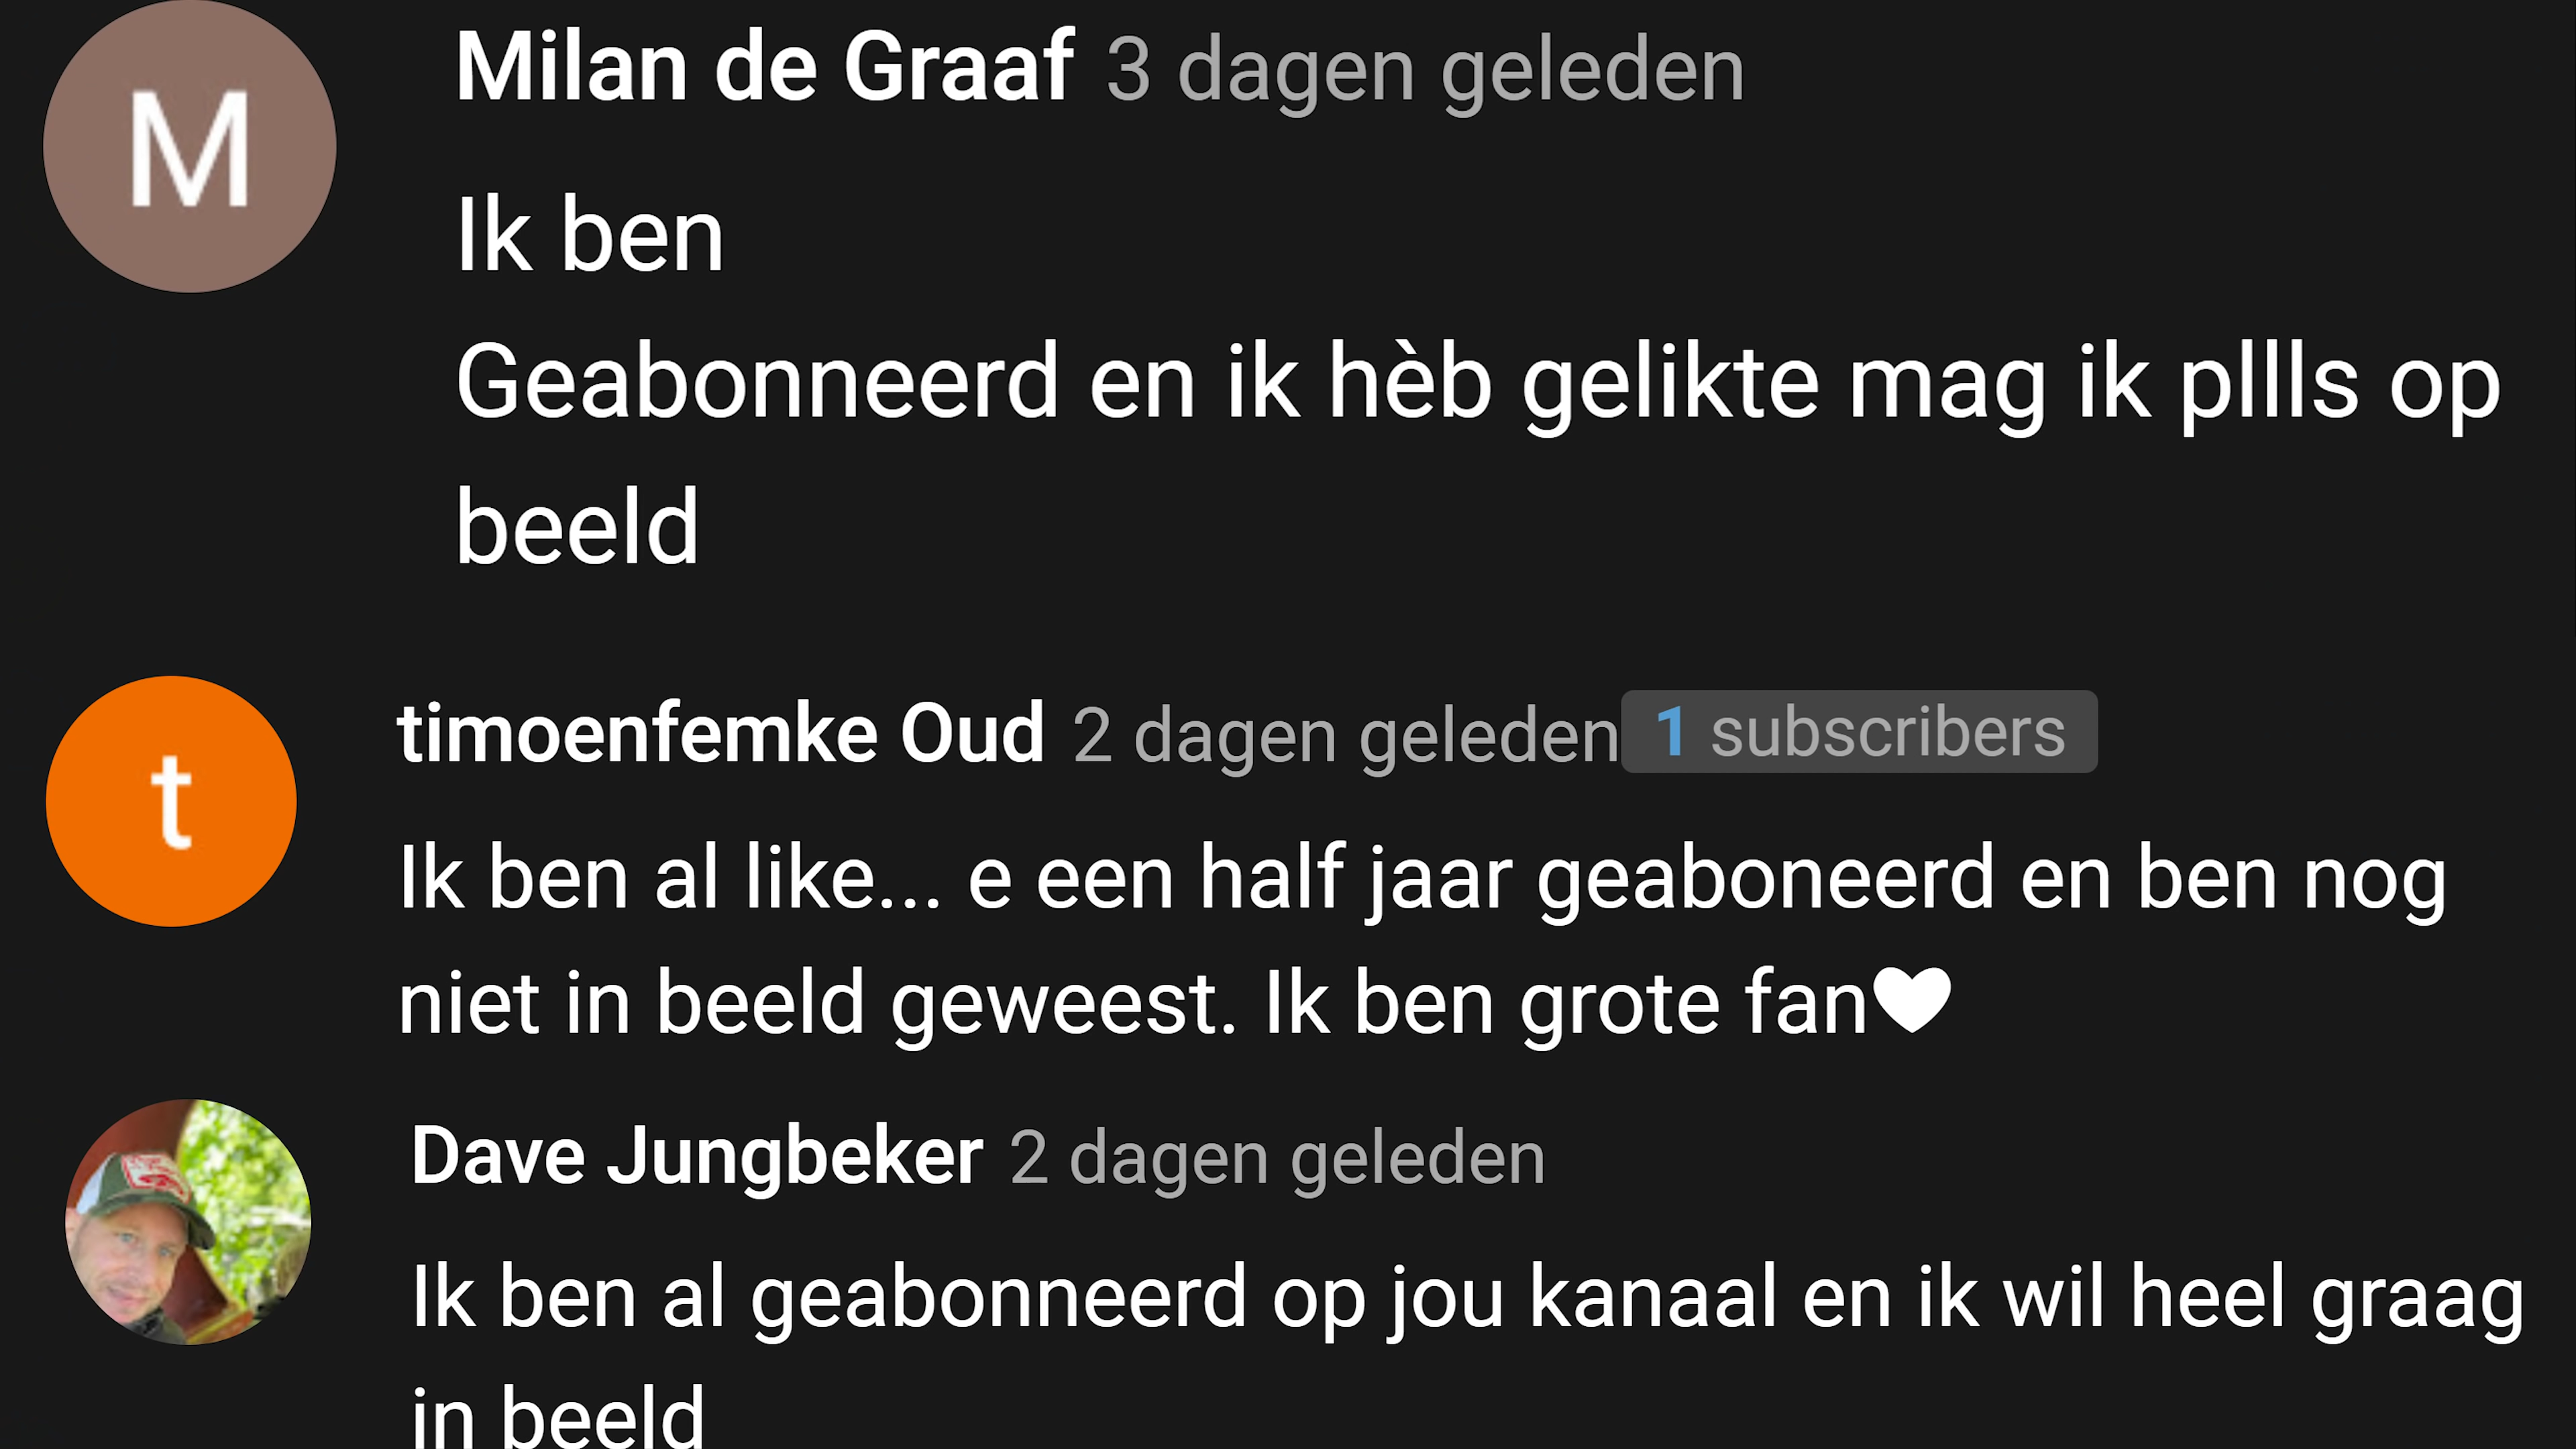 M
Milan de Graaf 3 dagen geleden
Ik ben
Geabonneerd en ik hèb gelikte mag ik pllls op
beeld
t
timoenfemke Oud 2 dagen geleden 1 subscribers
Ik ben al like... e een half jaar geaboneerd en ben nog
niet in beeld geweest. Ik ben grote fan🤍
Dave Jungbeker 2 dagen geleden
Ik ben al geabonneerd op jou kanaal en ik wil heel graag
in beeld